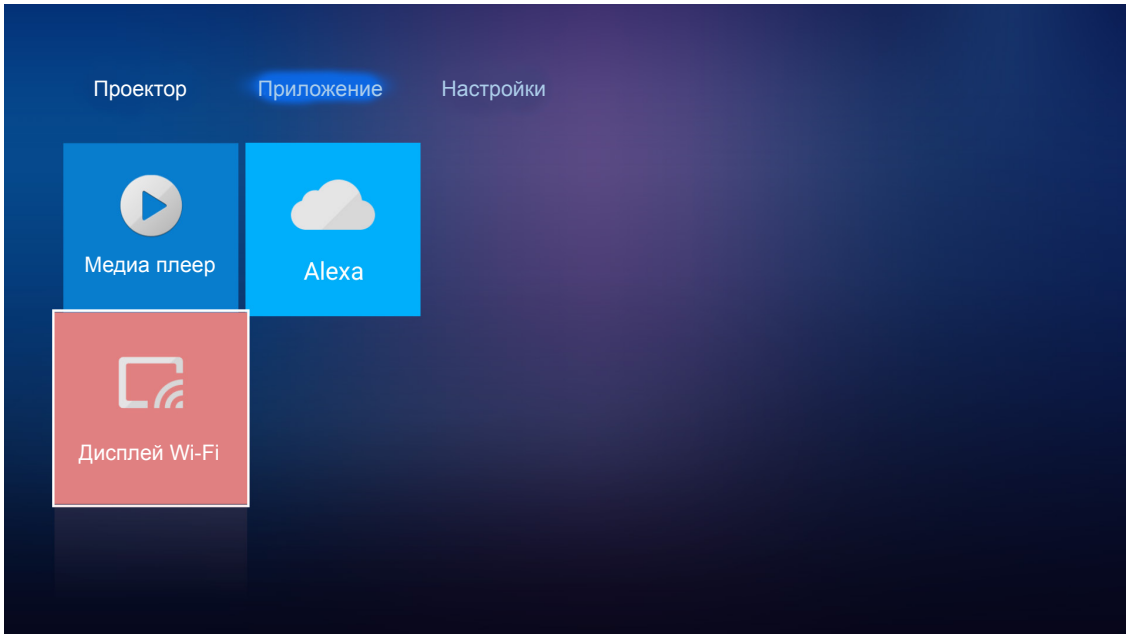 Проектор
Приложение
Настройки
Медиа плеер
Alexa
Дисплей Wi-Fi